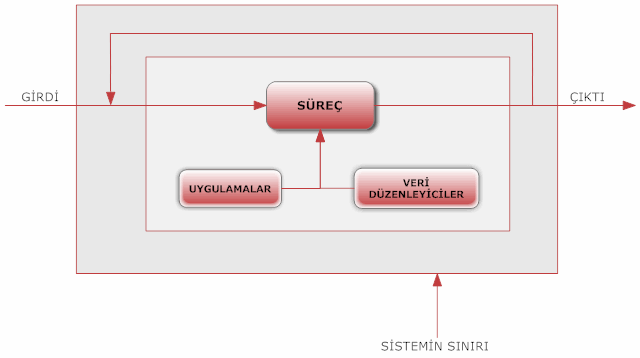 GİRDİ
ÇIKTI
SÜREÇ
UYGULAMALAR
VERİ
DÜZENLEYİCİLER
SİSTEMİN SINIRI